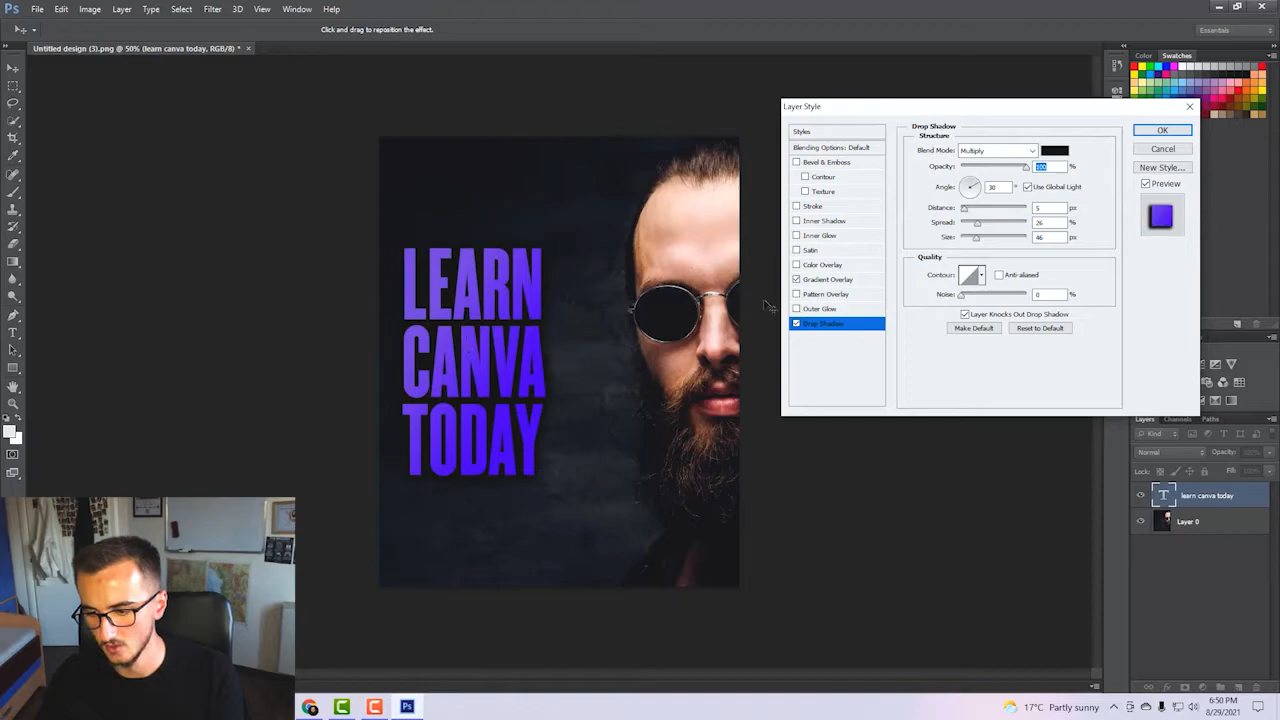 Ps File Edit Image Layer Type Select Filter 3D View Window Help
Click and drag to reposition the effect.
Essentials
Untitled design (3).png @ 50% (learn canva today, RGB/8) *
Color Swatches
Layer Style
Styles
Blending Options: Default
Bevel & Emboss
Contour
Texture
Stroke
Inner Shadow
Inner Glow
Satin
Color Overlay
Gradient Overlay
Pattern Overlay
Outer Glow
Drop Shadow
Drop Shadow
Structure
Blend Mode: Multiply
Opacity: 100 %
Angle: 30 ° Use Global Light
Distance: 5 px
Spread: 26 %
Size: 46 px
Quality
Contour: Anti-aliased
Noise: 0 %
Layer Knocks Out Drop Shadow
Make Default Reset to Default
OK
Cancel
New Style...
Preview
LEARN
CANVA
TODAY
Layers Channels Paths
Kind
Normal Opacity: 100%
Lock: Fill: 100%
T learn canva today
Layer 0
17°C Partly sunny
6:50 PM
8/29/2021